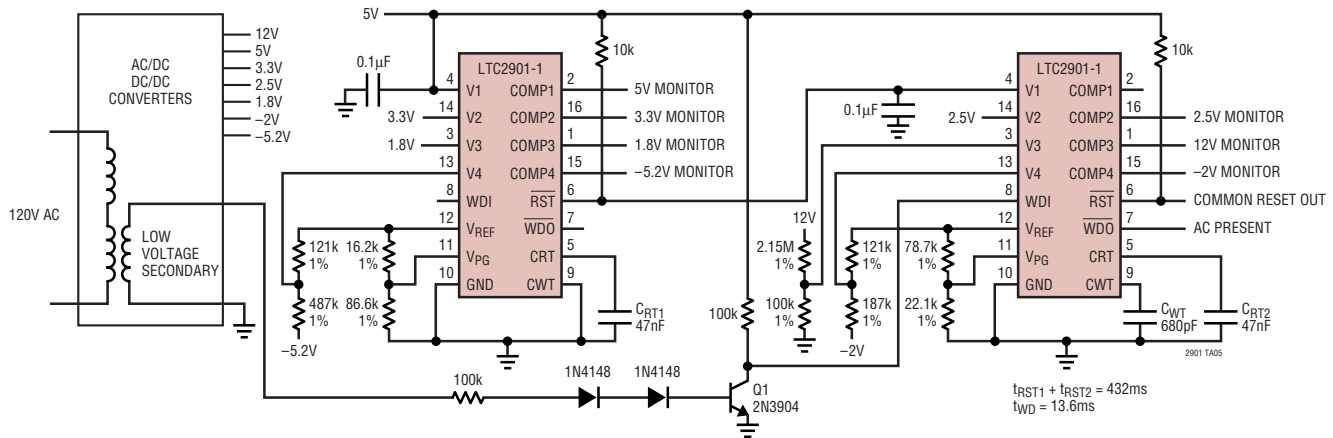 120V AC
AC/DC
DC/DC
CONVERTERS
LOW
VOLTAGE
SECONDARY
12V
5V
3.3V
2.5V
1.8V
–2V
–5.2V
5V
0.1µF
10k
LTC2901-1
4 V1
14 V2
3 V3
13 V4
8 WDI
12 VREF
11 VPG
10 GND
COMP1 2
COMP2 16
COMP3 1
COMP4 15
RST 6
WDO 7
CRT 5
CWT 9
3.3V
1.8V
5V MONITOR
3.3V MONITOR
1.8V MONITOR
–5.2V MONITOR
121k
1%
16.2k
1%
487k
1%
86.6k
1%
–5.2V
CRT1
47nF
100k
1N4148
1N4148
100k
Q1
2N3904
0.1µF
10k
LTC2901-1
4 V1
14 V2
3 V3
13 V4
8 WDI
12 VREF
11 VPG
10 GND
COMP1 2
COMP2 16
COMP3 1
COMP4 15
RST 6
WDO 7
CRT 5
CWT 9
2.5V
12V
2.5V MONITOR
12V MONITOR
–2V MONITOR
COMMON RESET OUT
AC PRESENT
2.15M
1%
121k
1%
78.7k
1%
100k
1%
187k
1%
22.1k
1%
–2V
CWT
680pF
CRT2
47nF
2901 TA05
tRST1 + tRST2 = 432ms
tWD = 13.6ms